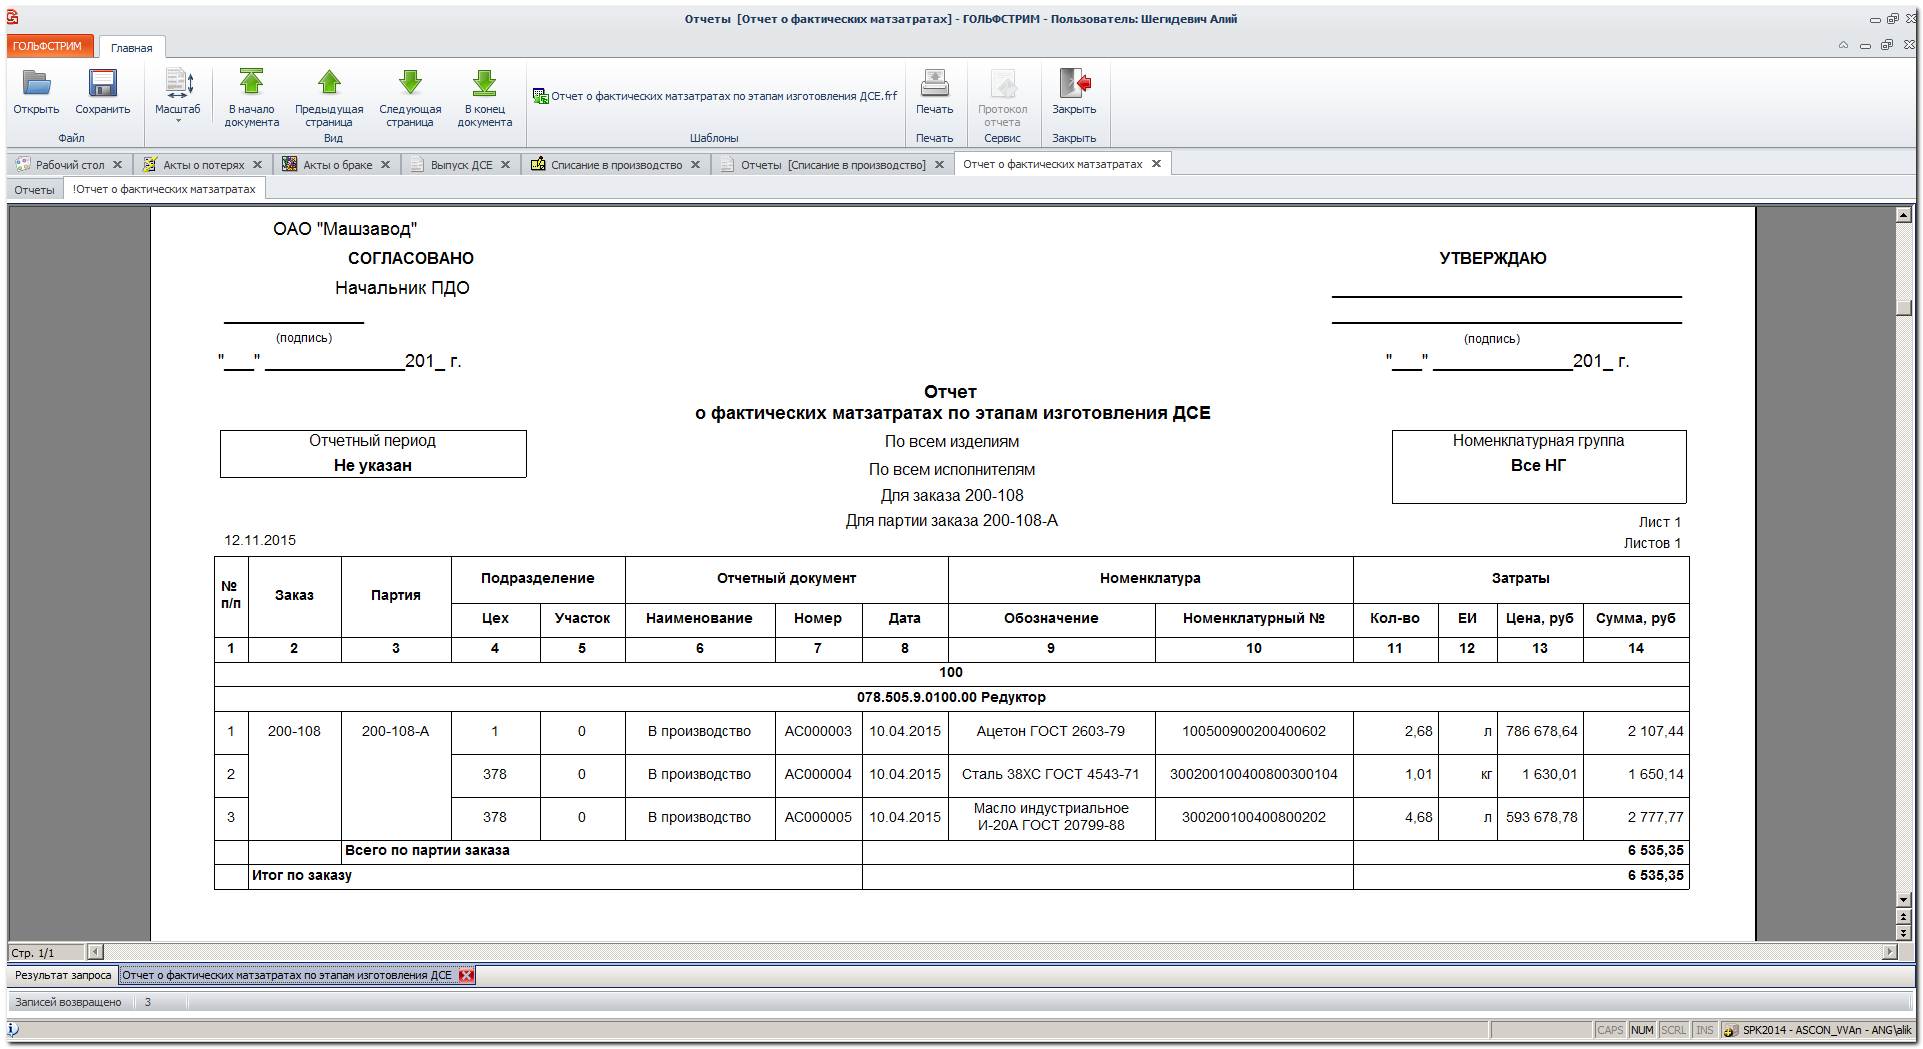 Отчеты [Отчет о фактических матзатратах] - ГОЛЬФСТРИМ - Пользователь: Шегидевич Алий
ГОЛЬФСТРИМ Главная
Открыть Сохранить Масштаб В начало документа Предыдущая страница Следующая страница В конец документа Отчет о фактических матзатратах по этапам изготовления ДСЕ.frf Печать Протокол отчета Закрыть
Файл Вид Шаблоны Печать Сервис Закрыть
Рабочий стол Акты о потерях Акты о браке Выпуск ДСЕ Списание в производство Отчеты [Списание в производство] Отчет о фактических матзатратах
Отчеты !Отчет о фактических матзатратах
ОАО "Машзавод"
СОГЛАСОВАНО УТВЕРЖДАЮ
Начальник ПДО
(подпись) (подпись)
"___" ______________201_ г. "___" ______________201_ г.
Отчет
о фактических матзатратах по этапам изготовления ДСЕ
Отчетный период
Не указан
По всем изделиям
По всем исполнителям
Для заказа 200-108
Для партии заказа 200-108-А
Номенклатурная группа
Все НГ
Лист 1
12.11.2015 Листов 1
№ п/п Заказ Партия Подразделение Отчетный документ Номенклатура Затраты
Цех Участок Наименование Номер Дата Обозначение Номенклатурный № Кол-во ЕИ Цена, руб Сумма, руб
1 2 3 4 5 6 7 8 9 10 11 12 13 14
100
078.505.9.0100.00 Редуктор
1 200-108 200-108-А 1 0 В производство АС000003 10.04.2015 Ацетон ГОСТ 2603-79 100500900200400602 2,68 л 786 678,64 2 107,44
2 378 0 В производство АС000004 10.04.2015 Сталь 38ХС ГОСТ 4543-71 300200100400800300104 1,01 кг 1 630,01 1 650,14
3 378 0 В производство АС000005 10.04.2015 Масло индустриальное И-20А ГОСТ 20799-88 300200100400800202 4,68 л 593 678,78 2 777,77
Всего по партии заказа 6 535,35
Итог по заказу 6 535,35
Стр. 1/1
Результат запроса Отчет о фактических матзатратах по этапам изготовления ДСЕ
Записей возвращено 3
CAPS NUM SCRL INS SPK2014 - ASCON_VVAn - ANG\alik